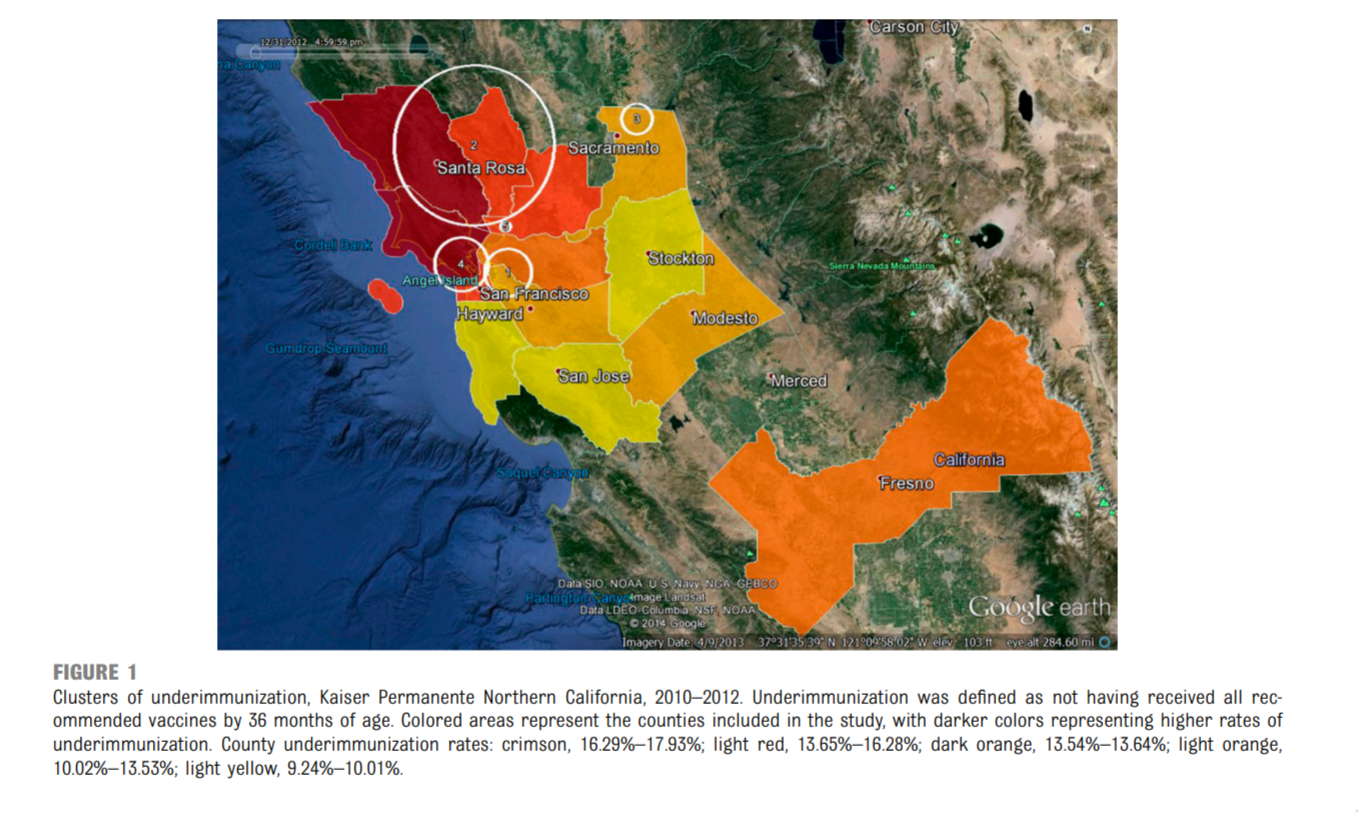 Carson City
N
12/31/2012 4:59:59 pm
Canyon
3
2
Sacramento
Santa Rosa
5
Cordell Bank
4
1
Stockton
Sierra Nevada Mountains
Angel Island
San Francisco
Hayward
Modesto
Gumdrop Seamount
San Jose
Merced
California
Soquel Canyon
Fresno
Data SIO, NOAA, U.S. Navy, NGA, GEBCO
Image Landsat
Data LDEO-Columbia, NSF, NOAA
© 2014 Google
Google earth
Imagery Date: 4/9/2013 37°31'35.39" N 121°09'58.02" W elev 103 ft eye alt 284.60 mi
FIGURE 1
Clusters of underimmunization, Kaiser Permanente Northern California, 2010–2012. Underimmunization was defined as not having received all rec-
ommended vaccines by 36 months of age. Colored areas represent the counties included in the study, with darker colors representing higher rates of
underimmunization. County underimmunization rates: crimson, 16.29%–17.93%; light red, 13.65%–16.28%; dark orange, 13.54%–13.64%; light orange,
10.02%–13.53%; light yellow, 9.24%–10.01%.